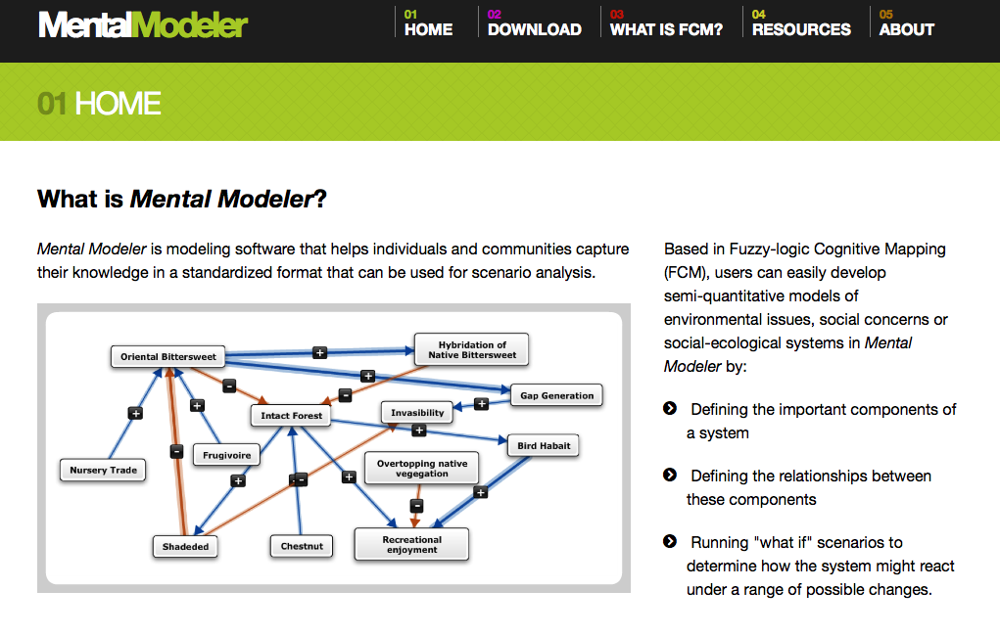 MentalModeler
01
HOME
02
DOWNLOAD
03
WHAT IS FCM?
04
RESOURCES
05
ABOUT
01 HOME
What is Mental Modeler?
Mental Modeler is modeling software that helps individuals and communities capture
their knowledge in a standardized format that can be used for scenario analysis.
Oriental Bittersweet
+
Hybridation of
Native Bittersweet
+
-
-
Gap Generation
Intact Forest
Invasibility
+
+
+
+
Bird Habait
-
Frugivoire
Overtopping native
vegegation
Nursery Trade
+
-
+
+
-
Shadeded
Chestnut
Recreational
enjoyment
Based in Fuzzy-logic Cognitive Mapping
(FCM), users can easily develop
semi-quantitative models of
environmental issues, social concerns or
social-ecological systems in Mental
Modeler by:
Defining the important components of
a system
Defining the relationships between
these components
Running "what if" scenarios to
determine how the system might react
under a range of possible changes.